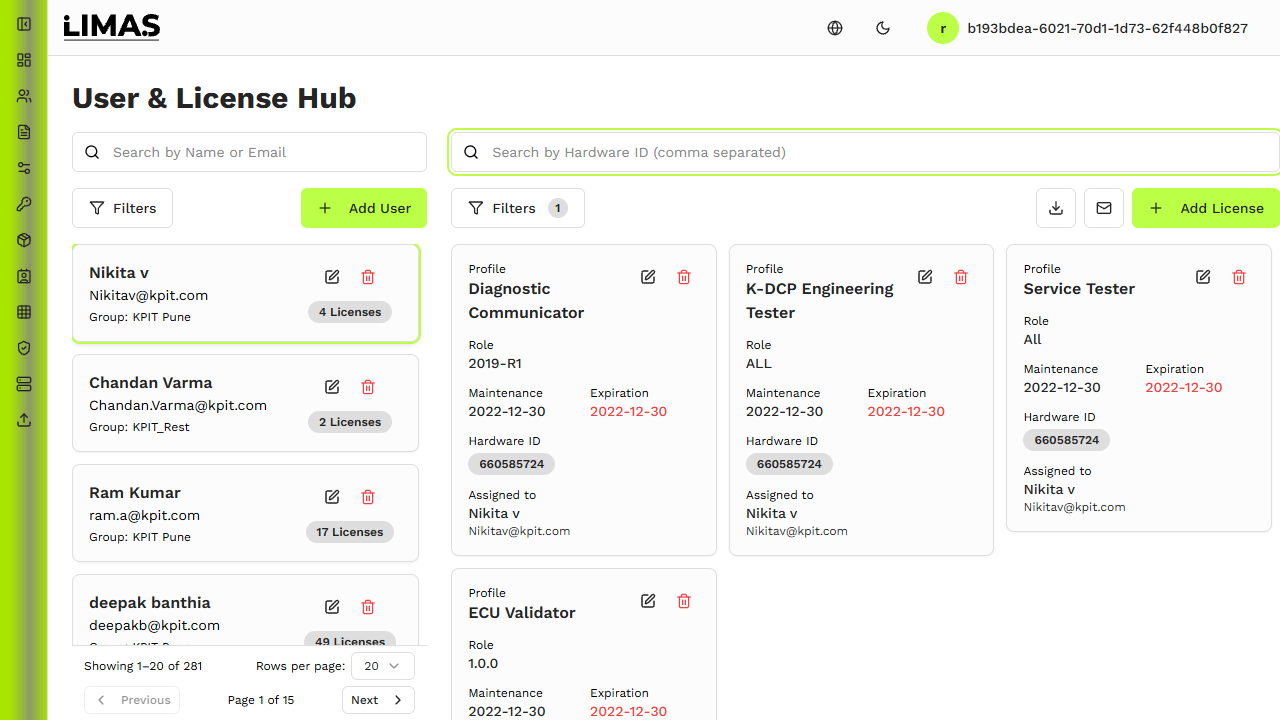 LIMAS
r
b193bdea-6021-70d1-1d73-62f448b0f827
User & License Hub
Search by Name or Email
Search by Hardware ID (comma separated)
Filters
Add User
Filters 1
Add License
Nikita v
Nikitav@kpit.com
Group: KPIT Pune
4 Licenses
Chandan Varma
Chandan.Varma@kpit.com
Group: KPIT_Rest
2 Licenses
Ram Kumar
ram.a@kpit.com
Group: KPIT Pune
17 Licenses
deepak banthia
deepakb@kpit.com
49 Licenses
Showing 1–20 of 281
Rows per page: 20
Previous
Page 1 of 15
Next
Profile
Diagnostic
Communicator
Role
2019-R1
Maintenance Expiration
2022-12-30 2022-12-30
Hardware ID
660585724
Assigned to
Nikita v
Nikitav@kpit.com
Profile
K-DCP Engineering
Tester
Role
ALL
Maintenance Expiration
2022-12-30 2022-12-30
Hardware ID
660585724
Assigned to
Nikita v
Nikitav@kpit.com
Profile
Service Tester
Role
All
Maintenance Expiration
2022-12-30 2022-12-30
Hardware ID
660585724
Assigned to
Nikita v
Nikitav@kpit.com
Profile
ECU Validator
Role
1.0.0
Maintenance Expiration
2022-12-30 2022-12-30